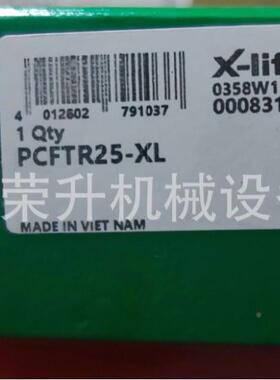 X-lif
0358W1
000831
4 012802 791037
1 Qty
PCFTR25-XL
荣升机械设备
MADE IN VIET NAM